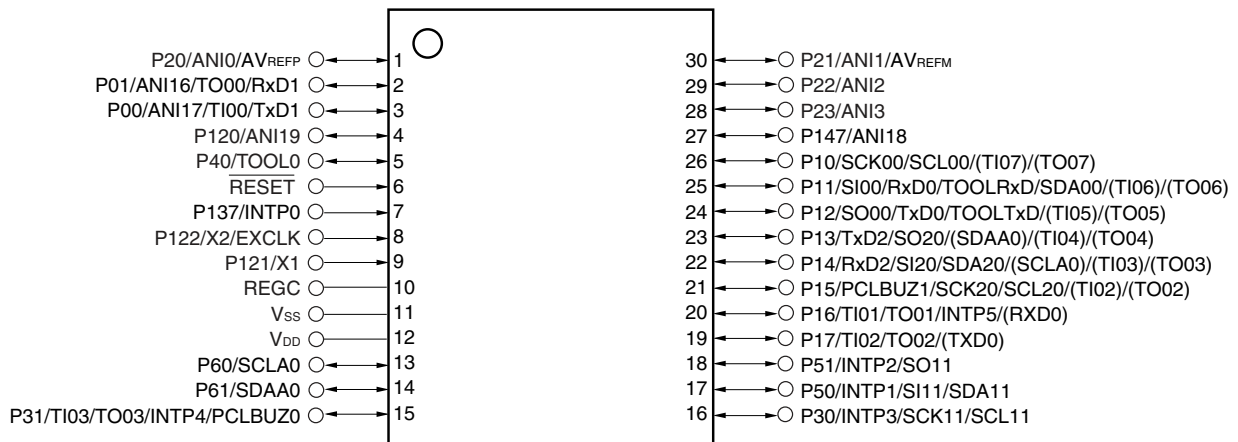 P20/ANI0/AVREFP 1 30 P21/ANI1/AVREFM
P01/ANI16/TO00/RxD1 2 29 P22/ANI2
P00/ANI17/TI00/TxD1 3 28 P23/ANI3
P120/ANI19 4 27 P147/ANI18
P40/TOOL0 5 26 P10/SCK00/SCL00/(TI07)/(TO07)
RESET 6 25 P11/SI00/RxD0/TOOLRxD/SDA00/(TI06)/(TO06)
P137/INTP0 7 24 P12/SO00/TxD0/TOOLTxD/(TI05)/(TO05)
P122/X2/EXCLK 8 23 P13/TxD2/SO20/(SDAA0)/(TI04)/(TO04)
P121/X1 9 22 P14/RxD2/SI20/SDA20/(SCLA0)/(TI03)/(TO03)
REGC 10 21 P15/PCLBUZ1/SCK20/SCL20/(TI02)/(TO02)
VSS 11 20 P16/TI01/TO01/INTP5/(RXD0)
VDD 12 19 P17/TI02/TO02/(TXD0)
P60/SCLA0 13 18 P51/INTP2/SO11
P61/SDAA0 14 17 P50/INTP1/SI11/SDA11
P31/TI03/TO03/INTP4/PCLBUZ0 15 16 P30/INTP3/SCK11/SCL11